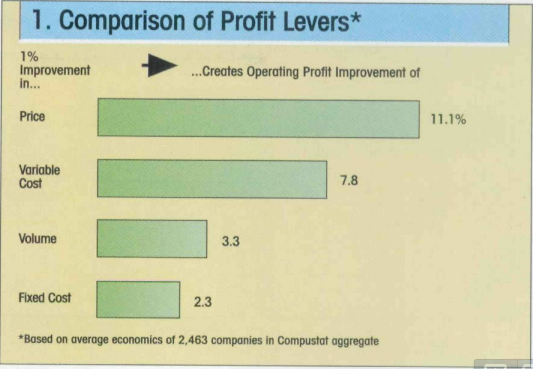 1. Comparison of Profit Levers*
1%
Improvement
in...
...Creates Operating Profit Improvement of
Price
11.1%
Variable
Cost
7.8
Volume
3.3
Fixed Cost
2.3
*Based on average economics of 2,463 companies in Compustat aggregate